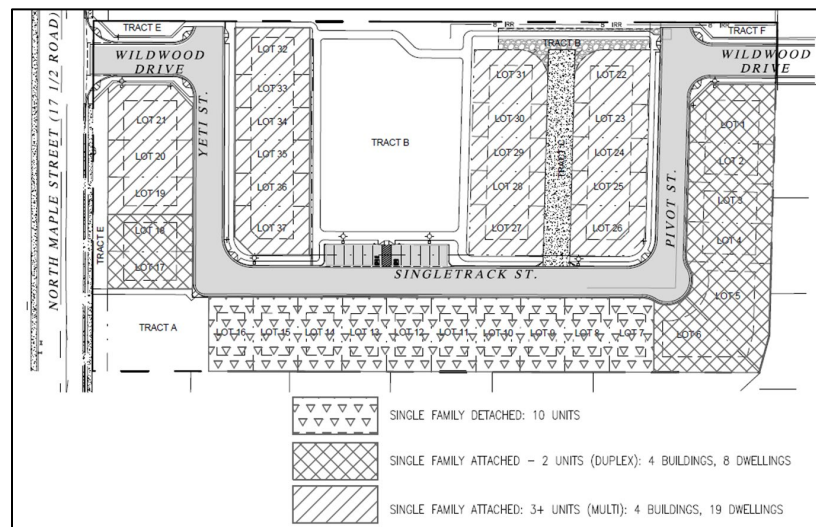 TRACT E
8 IRR
8 IRR
TRACT F
WILDWOOD
DRIVE
TRACT B
WILDWOOD
DRIVE
NORTH MAPLE STREET (17 1/2 ROAD)
YETI ST.
LOT 32
LOT 33
LOT 34
LOT 35
LOT 36
LOT 37
TRACT B
LOT 31
LOT 30
LOT 29
LOT 28
LOT 27
TRACT C
LOT 22
LOT 23
LOT 24
LOT 25
LOT 26
PIVOT ST.
LOT 1
LOT 2
LOT 3
LOT 4
LOT 5
LOT 6
LOT 21
LOT 20
LOT 19
LOT 18
LOT 17
TRACT E
SINGLETRACK ST.
TRACT A
LOT 16
LOT 15
LOT 14
LOT 13
LOT 12
LOT 11
LOT 10
LOT 9
LOT 8
LOT 7
SINGLE FAMILY DETACHED: 10 UNITS
SINGLE FAMILY ATTACHED - 2 UNITS (DUPLEX): 4 BUILDINGS, 8 DWELLINGS
SINGLE FAMILY ATTACHED: 3+ UNITS (MULTI): 4 BUILDINGS, 19 DWELLINGS